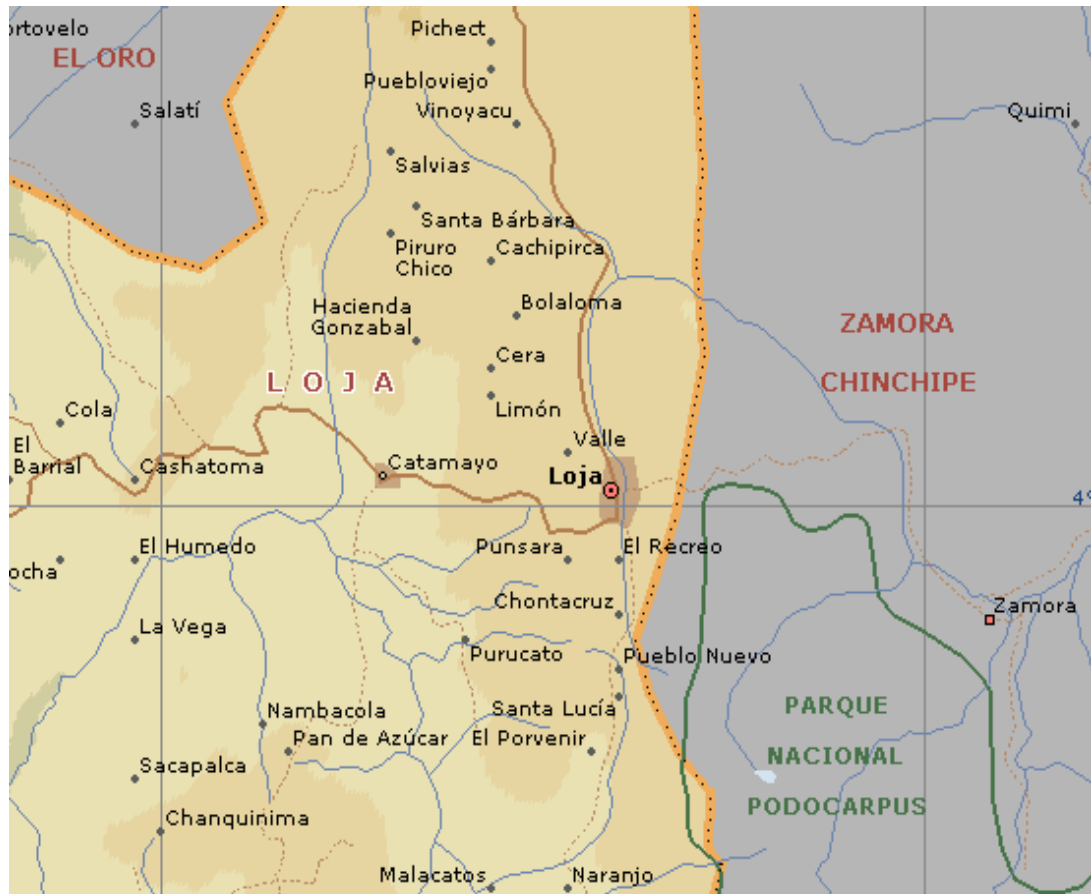 ortovelo
EL ORO
Pichect
Puebloviejo
Salatí
Vinoyacu
Quimi
Salvias
Santa Bárbara
Piruro
Chico
Cachipirca
Hacienda
Gonzabal
Bolaloma
ZAMORA
CHINCHIPE
LOJA
Cera
Limón
Cola
El
Barrial
Cashatoma
Catamayo
Valle
Loja
4º
El Humedo
Punsara
El Recreo
ocha
Chontacruz
Zamora
La Vega
Purucato
Pueblo Nuevo
Nambacola
Santa Lucía
PARQUE
NACIONAL
PODOCARPUS
Pan de Azúcar
El Porvenir
Sacapalca
Chanquinima
Malacatos
Naranjo